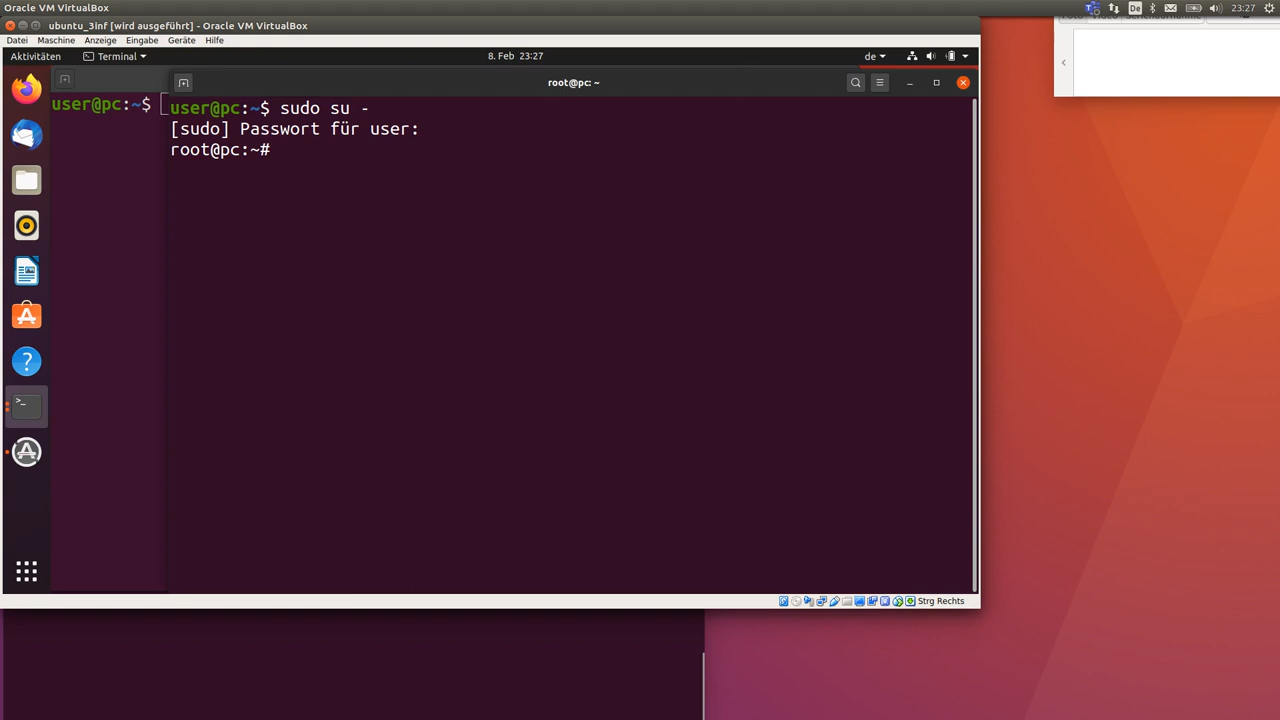 Oracle VM VirtualBox
De
23:27
ubuntu_3inf [wird ausgeführt] - Oracle VM VirtualBox
Datei Maschine Anzeige Eingabe Geräte Hilfe
Aktivitäten Terminal 8. Feb 23:27 de
root@pc: ~
user@pc:~$
user@pc:~$ sudo su -
[sudo] Passwort für user:
root@pc:~#
Strg Rechts